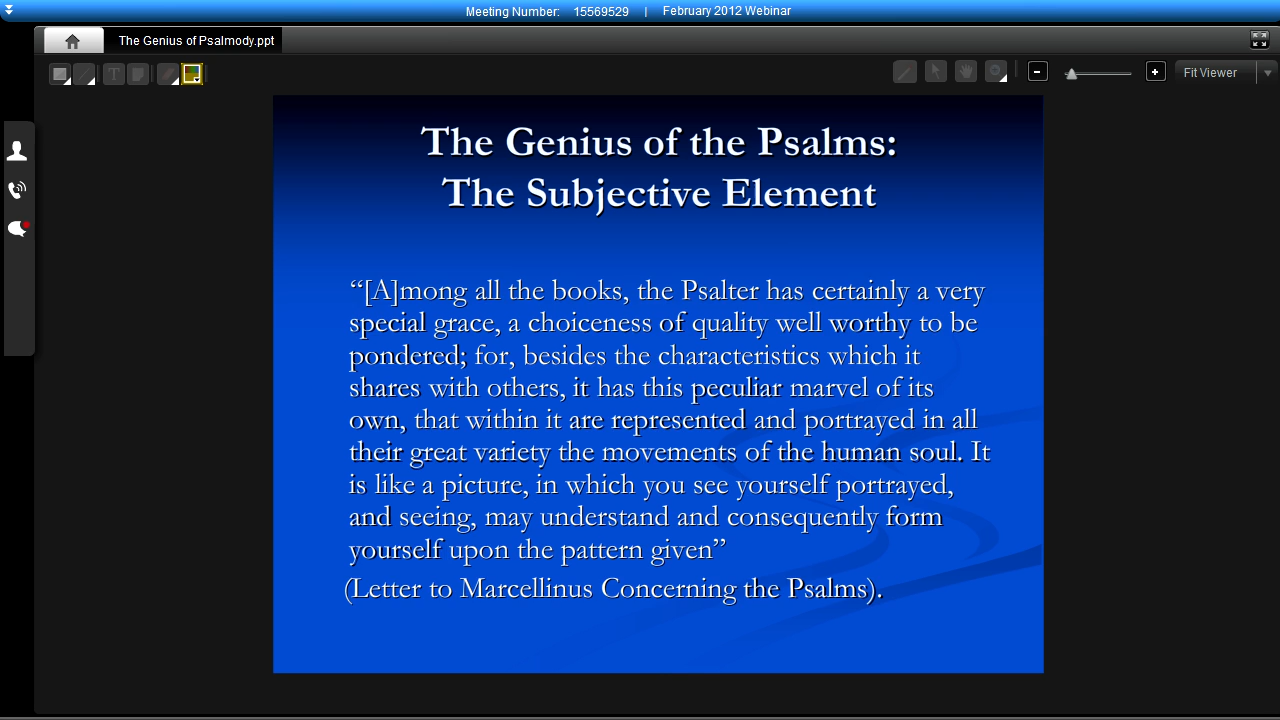 Meeting Number: 15569529 | February 2012 Webinar
The Genius of Psalmody.ppt
T
Fit Viewer
The Genius of the Psalms:
The Subjective Element
“[A]mong all the books, the Psalter has certainly a very
special grace, a choiceness of quality well worthy to be
pondered; for, besides the characteristics which it
shares with others, it has this peculiar marvel of its
own, that within it are represented and portrayed in all
their great variety the movements of the human soul. It
is like a picture, in which you see yourself portrayed,
and seeing, may understand and consequently form
yourself upon the pattern given”
(Letter to Marcellinus Concerning the Psalms).